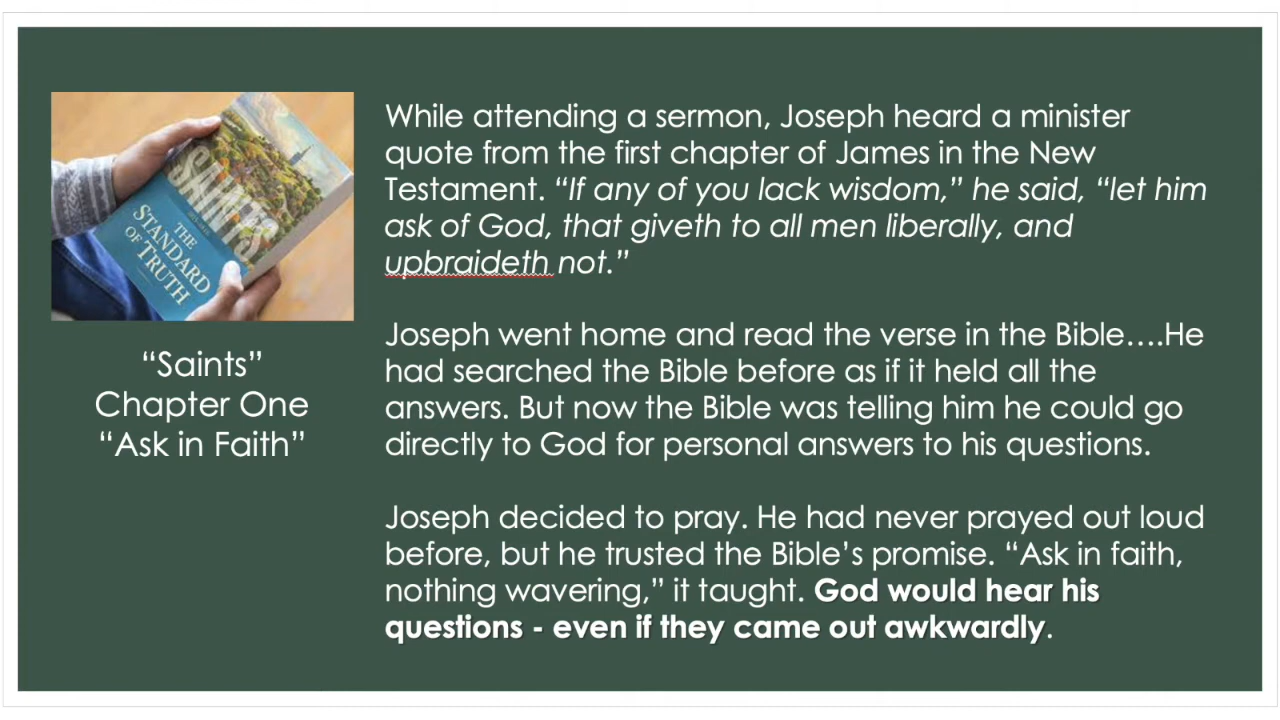 SAINTS
THE
STANDARD
OF TRUTH
“Saints”
Chapter One
“Ask in Faith”
While attending a sermon, Joseph heard a minister
quote from the first chapter of James in the New
Testament. “If any of you lack wisdom,” he said, “let him
ask of God, that giveth to all men liberally, and
upbraideth not.”
Joseph went home and read the verse in the Bible….He
had searched the Bible before as if it held all the
answers. But now the Bible was telling him he could go
directly to God for personal answers to his questions.
Joseph decided to pray. He had never prayed out loud
before, but he trusted the Bible’s promise. “Ask in faith,
nothing wavering,” it taught. God would hear his
questions - even if they came out awkwardly.